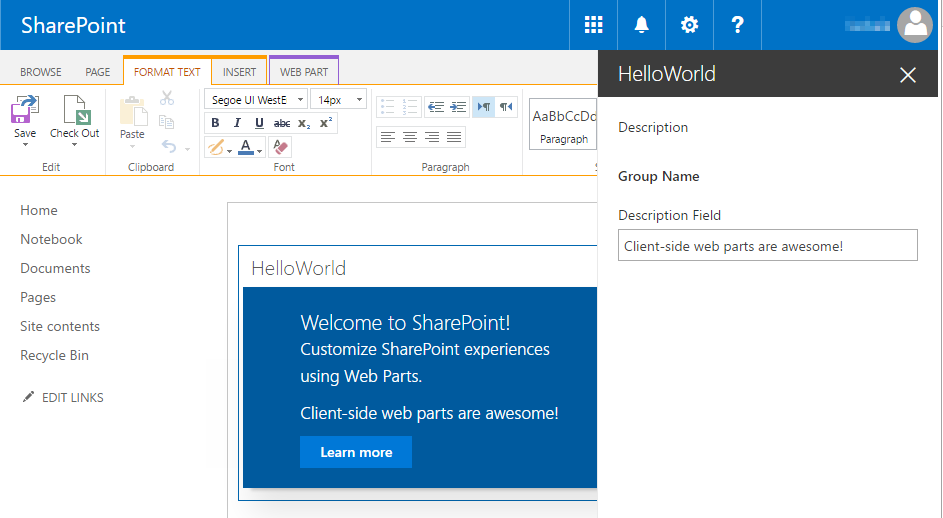 SharePoint
?
HelloWorld
BROWSE PAGE FORMAT TEXT INSERT WEB PART
Save Check Out
Edit
Paste
Clipboard
Segoe UI WestE 14px
B I U abc x₂ x²
A
Font
Paragraph
AaBbCcDd
Paragraph
Description
Group Name
Description Field
Client-side web parts are awesome!
Home
Notebook
Documents
Pages
Site contents
Recycle Bin
EDIT LINKS
HelloWorld
Welcome to SharePoint!
Customize SharePoint experiences
using Web Parts.
Client-side web parts are awesome!
Learn more